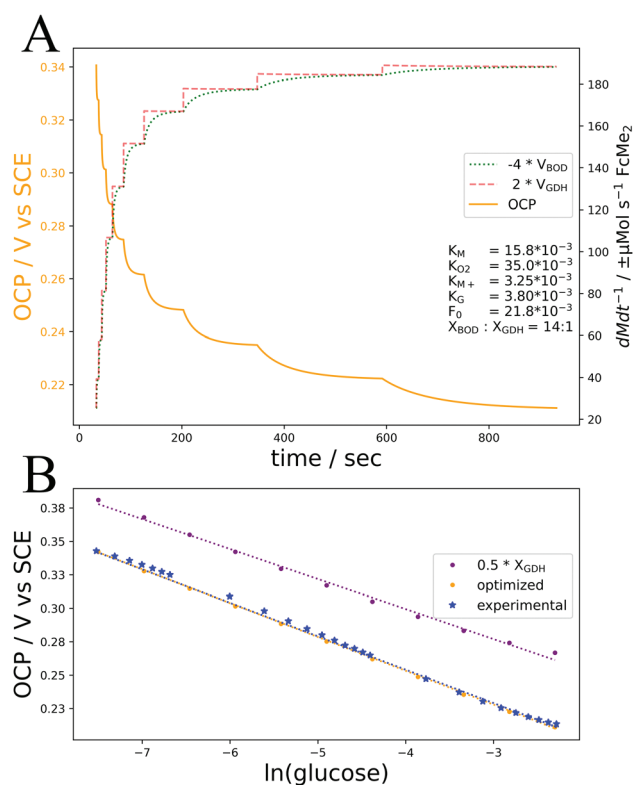 A
OCP / V vs SCE
0.34
0.32
0.30
0.28
0.26
0.24
0.22
180
160
140
120
100
80
60
40
20
dMdt⁻¹ / ±µMol s⁻¹ FcMe₂
-4 * V_BOD
2 * V_GDH
OCP
K_M = 15.8*10⁻³
K_O2 = 35.0*10⁻³
K_M+ = 3.25*10⁻³
K_G = 3.80*10⁻³
F₀ = 21.8*10⁻³
X_BOD : X_GDH = 14:1
0 200 400 600 800
time / sec
B
OCP / V vs SCE
0.38
0.35
0.33
0.30
0.28
0.25
0.23
0.5 * X_GDH
optimized
experimental
-7 -6 -5 -4 -3
ln(glucose)